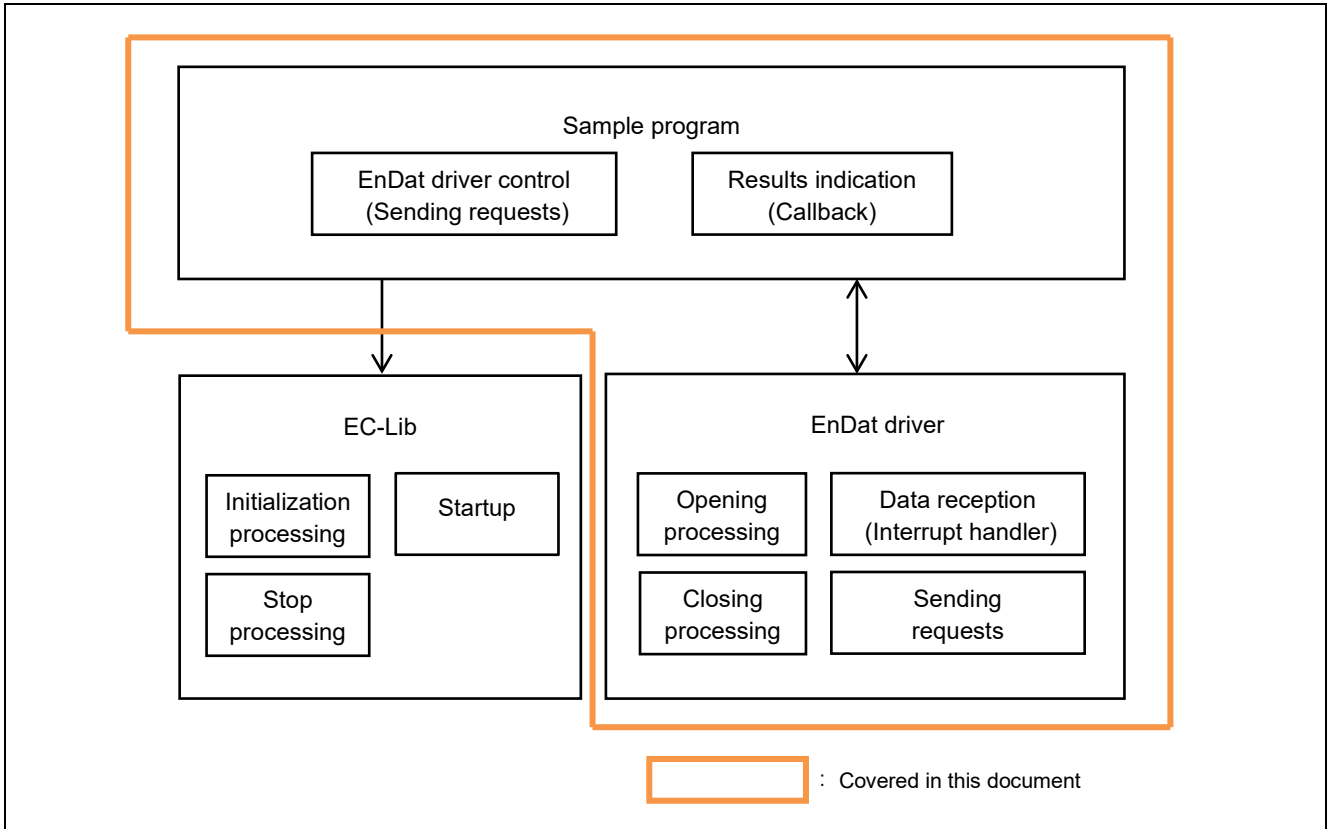 Sample program
EnDat driver control
(Sending requests)
Results indication
(Callback)
EC-Lib
Initialization
processing
Startup
Stop
processing
EnDat driver
Opening
processing
Data reception
(Interrupt handler)
Closing
processing
Sending
requests
: Covered in this document